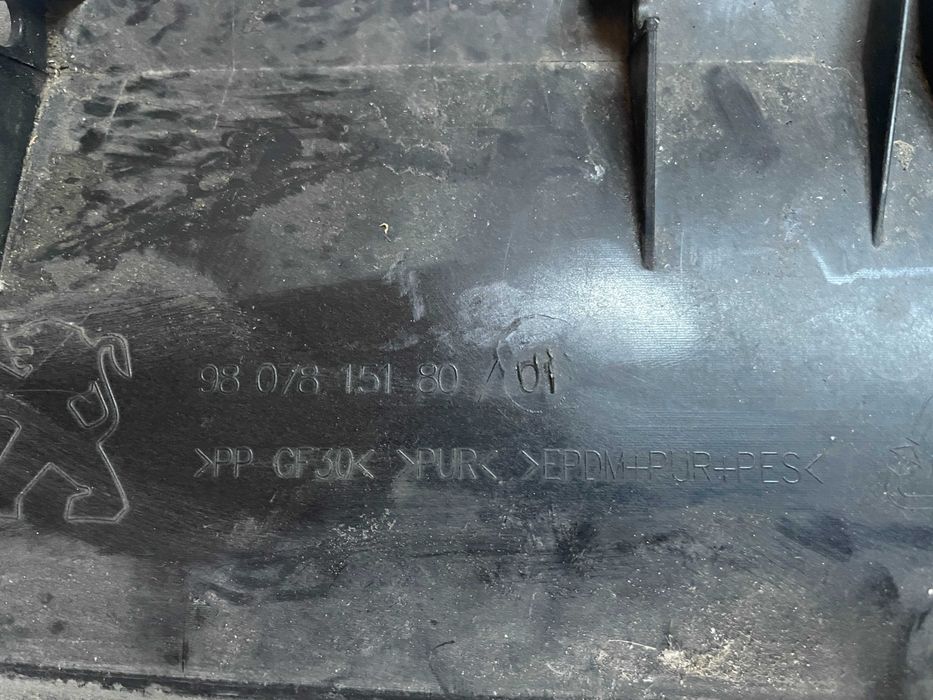 98 078 151 80
>PP GF30< >PUR< >EPDM+PUR+PES<